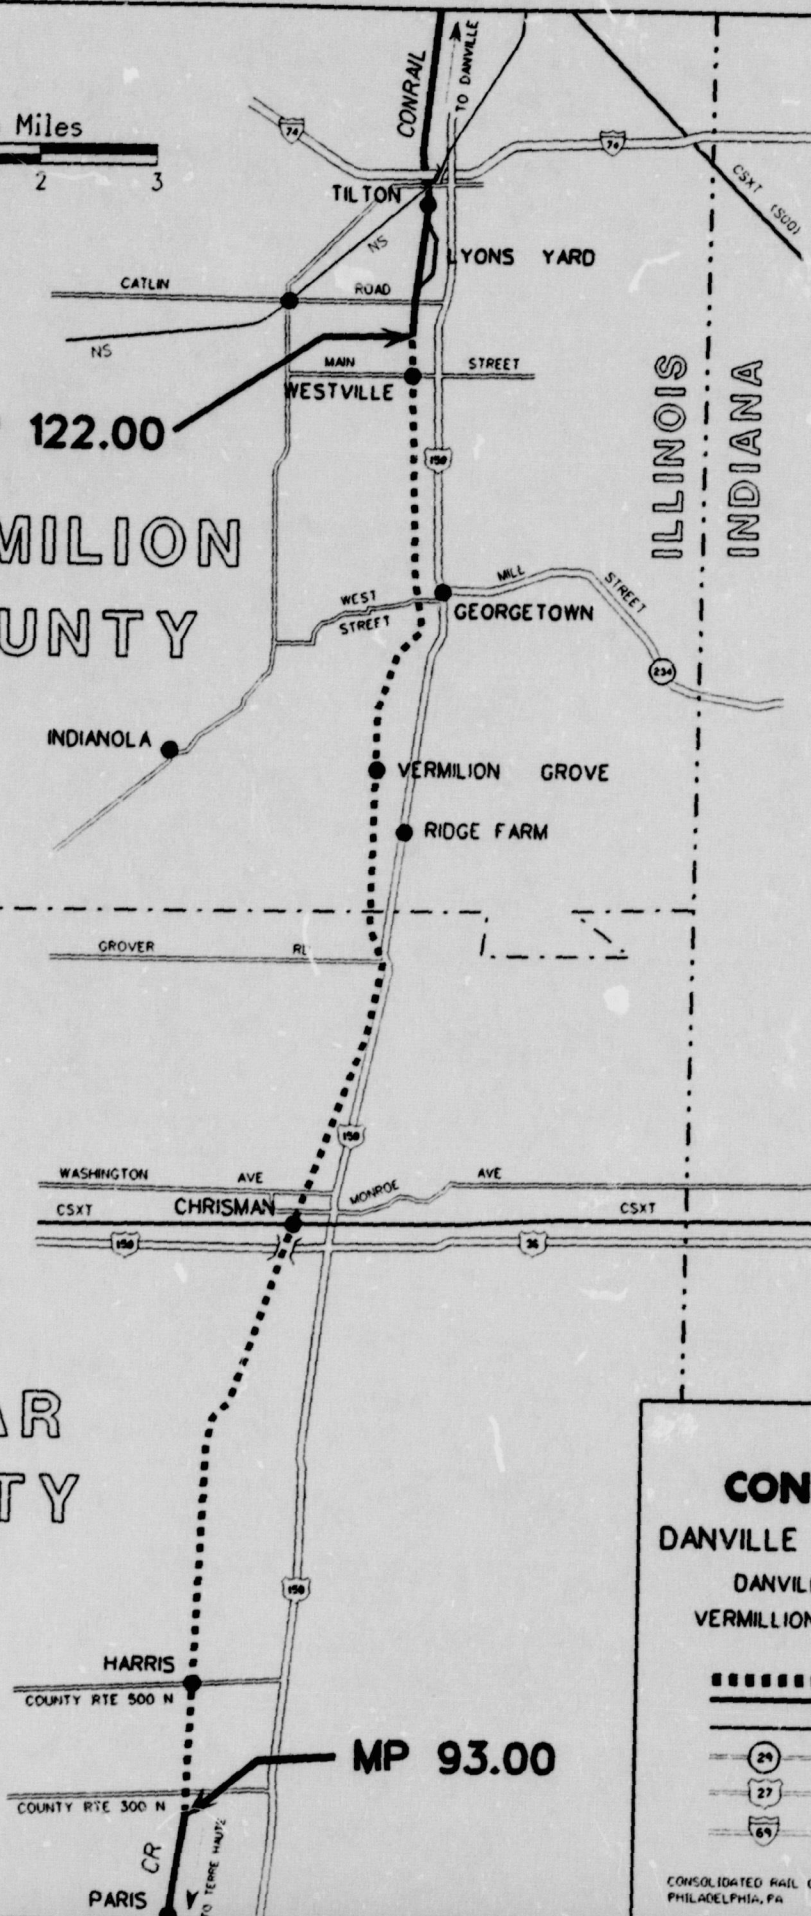 CONRAIL
TO DANVILLE
Miles
2
3
74
74
CSXT (SOO)
TILTON
NS
LYONS YARD
CATLIN
ROAD
NS
MAIN
STREET
WESTVILLE
122.00
ILLINOIS
INDIANA
150
MILION
UNTY
WEST
STREET
MILL
STREET
GEORGETOWN
234
INDIANOLA
VERMILION GROVE
RIDGE FARM
GROVER
150
WASHINGTON
AVE
MONROE
AVE
CSXT
CHRISMAN
CSXT
150
36
AR
TY
CON
DANVILLE
DANVIL
VERMILLION
150
HARRIS
COUNTY RTE 500 N
MP 93.00
29
27
69
COUNTY RTE 300 N
CR
TO TERRE HAUTE
PARIS
CONSOLIDATED RAIL
PHILADELPHIA, PA